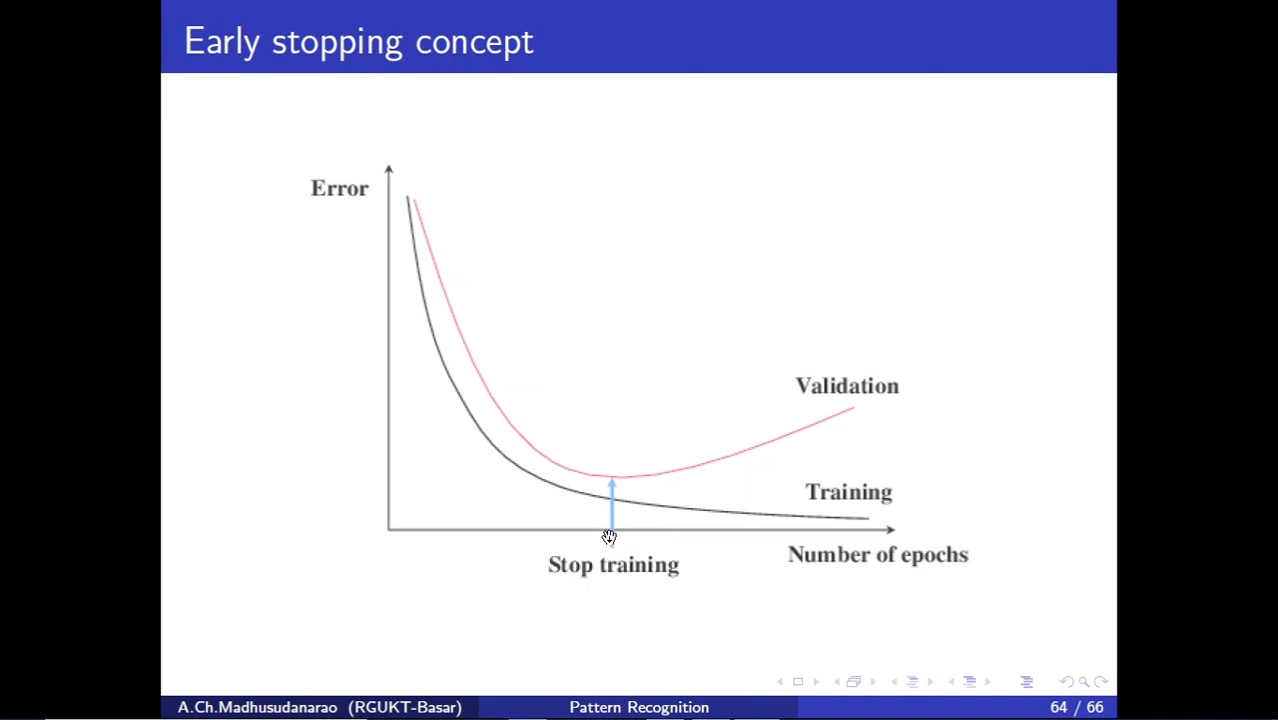 Early stopping concept
Error
Validation
Training
Stop training
Number of epochs
A.Ch.Madhusudanarao (RGUKT-Basar)
Pattern Recognition
64 / 66